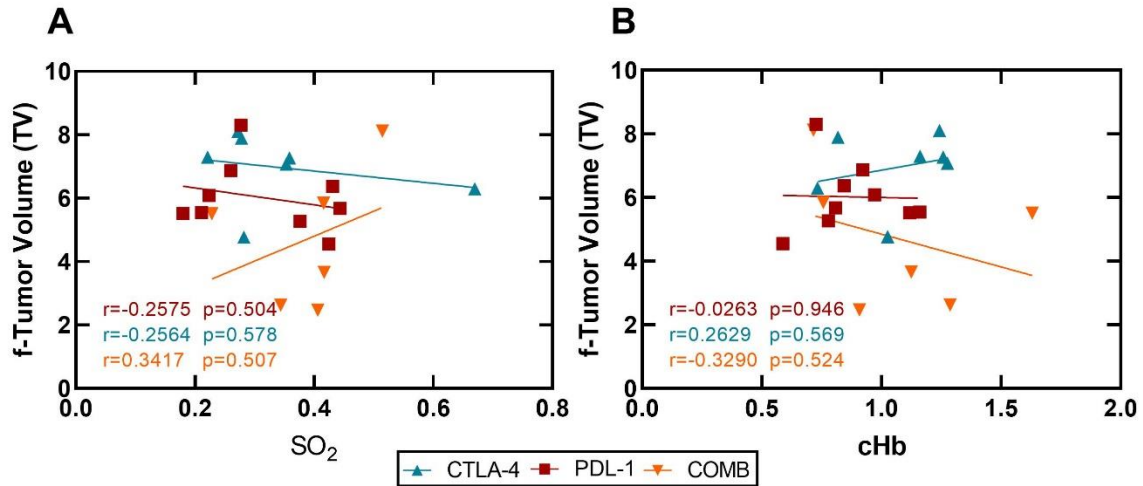 A
f-Tumor Volume (TV)
10
8
6
4
2
0
r=-0.2575 p=0.504
r=-0.2564 p=0.578
r=0.3417 p=0.507
0.0 0.2 0.4 0.6 0.8
SO2
B
f-Tumor Volume (TV)
10
8
6
4
2
0
r=-0.0263 p=0.946
r=0.2629 p=0.569
r=-0.3290 p=0.524
0.0 0.5 1.0 1.5 2.0
cHb
CTLA-4 PDL-1 COMB